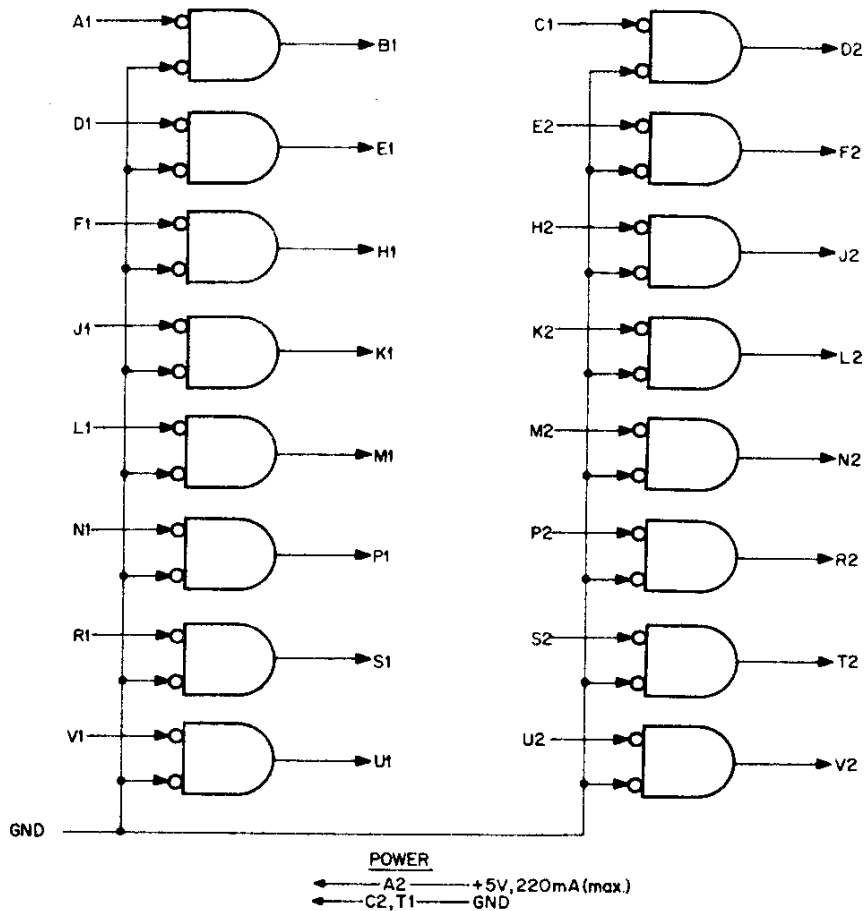 A1 B1 C1 D2
D1 E1 E2 F2
F1 H1 H2 J2
J1 K1 K2 L2
L1 M1 M2 N2
N1 P1 P2 R2
R1 S1 S2 T2
V1 U1 U2 V2
GND
POWER
A2 +5V, 220mA (max.)
C2, T1 GND